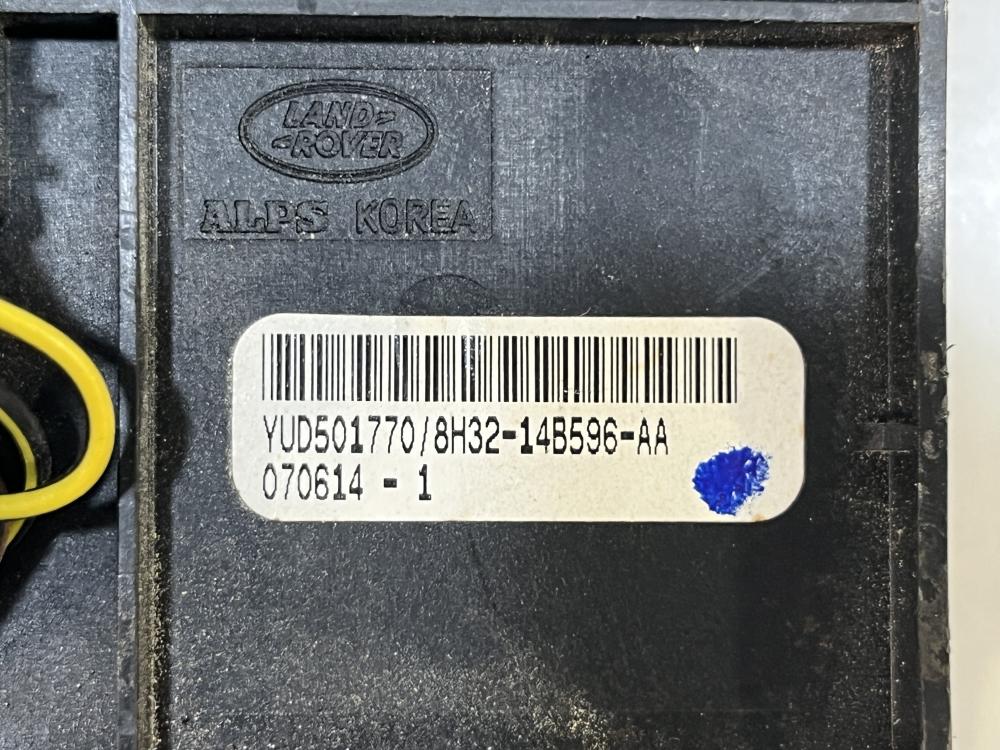 LAND
ROVER
ALPS KOREA
YUD501770/8H32-14B596-AA
070614 - 1